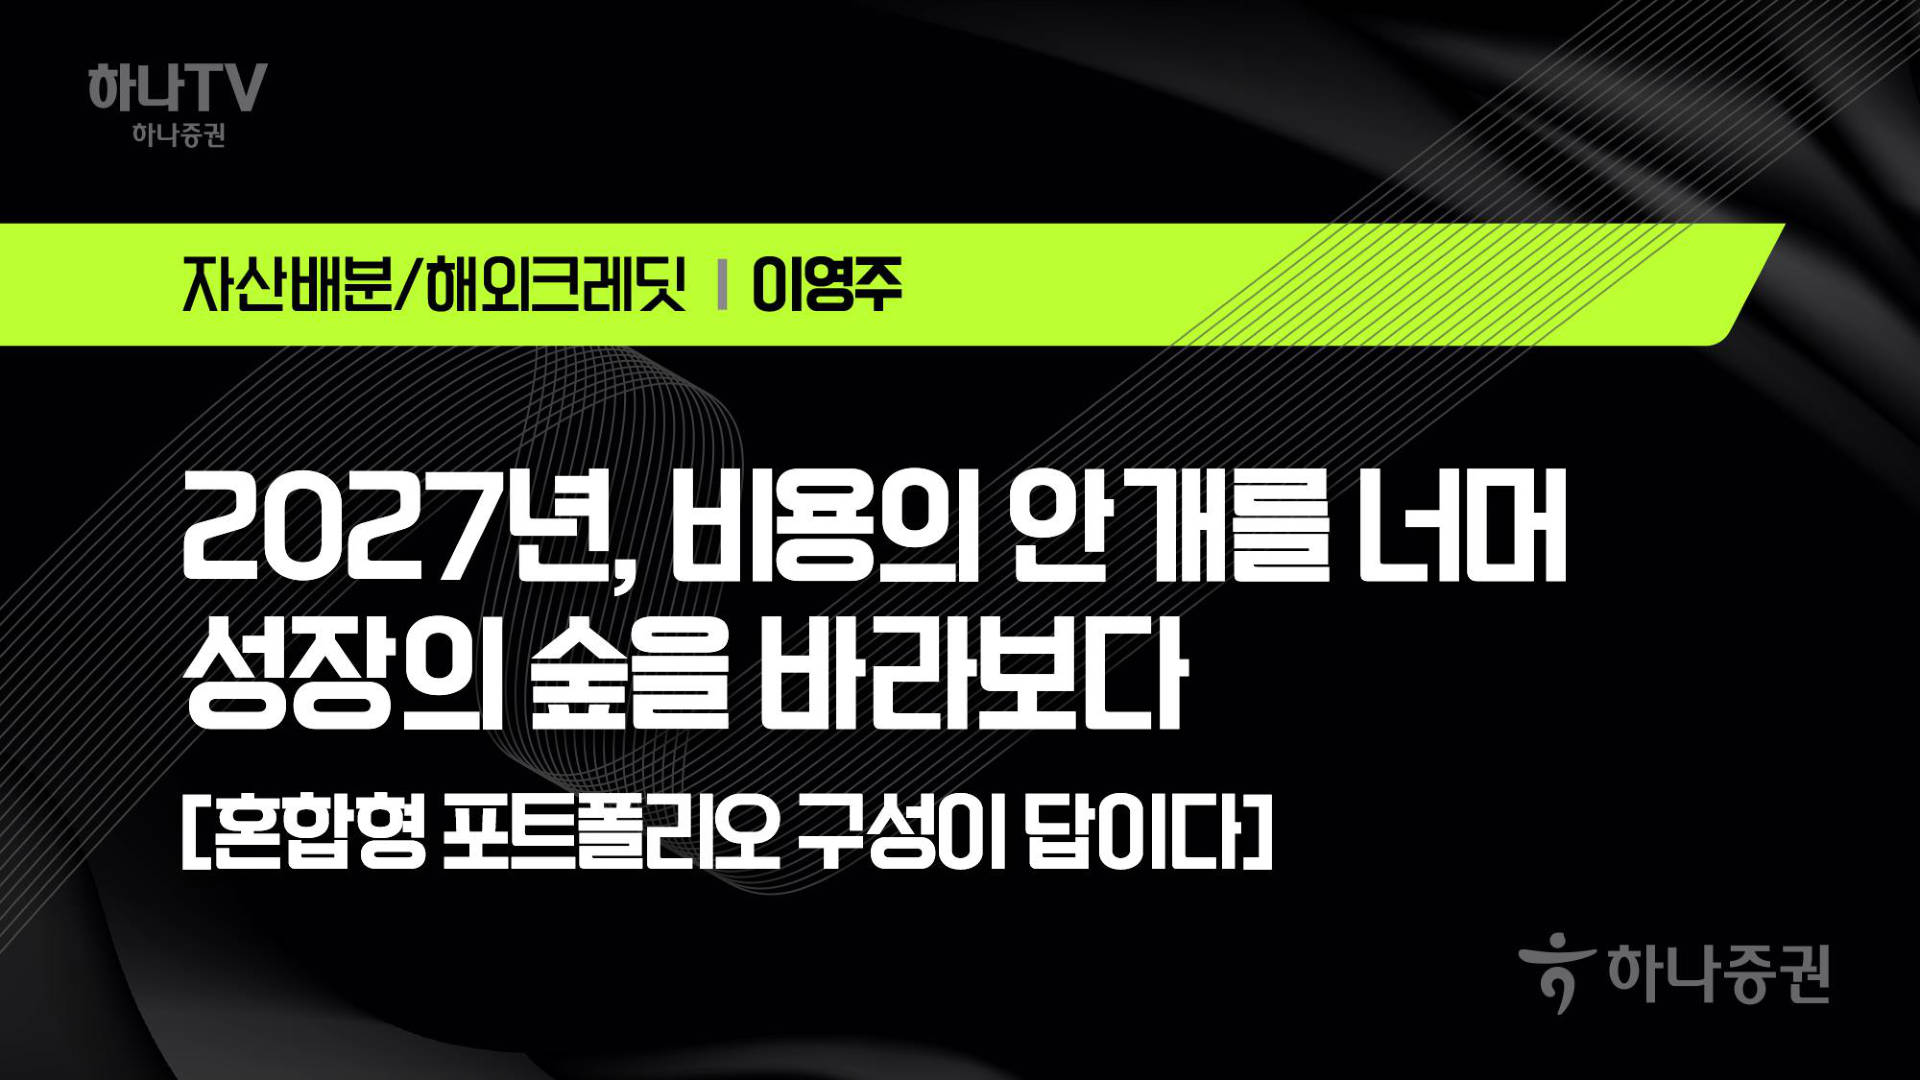 하나TV
하나증권
자산배분/해외크레딧 | 이영주
2027년, 비용의 안개를 너머
성장의 숲을 바라보다
[혼합형 포트폴리오 구성이 답이다]
하나증권